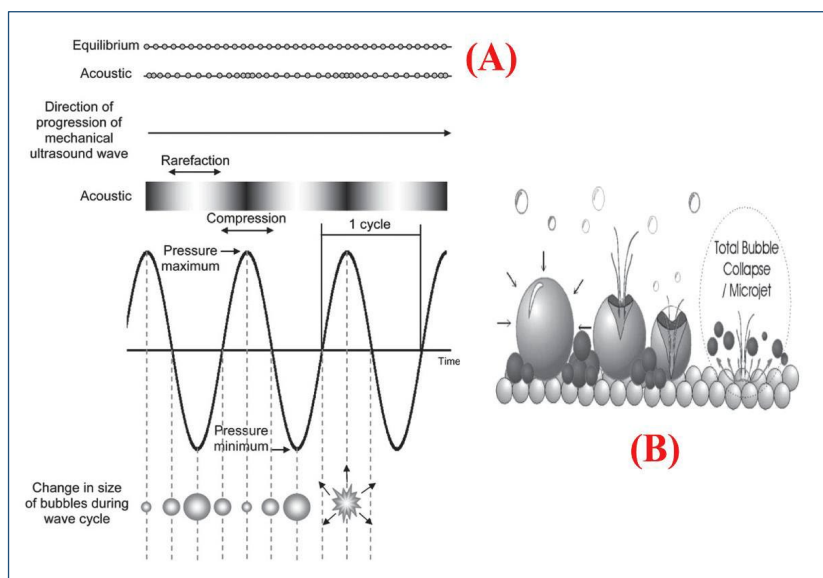 Equilibrium
(A)
Acoustic
Direction of
progression of
mechanical
ultrasound wave
Rarefaction
Acoustic
Compression
1 cycle
Pressure
maximum
Time
Pressure
minimum
Change in size
of bubbles during
wave cycle
Total Bubble
Collapse
/ Microjet
(B)